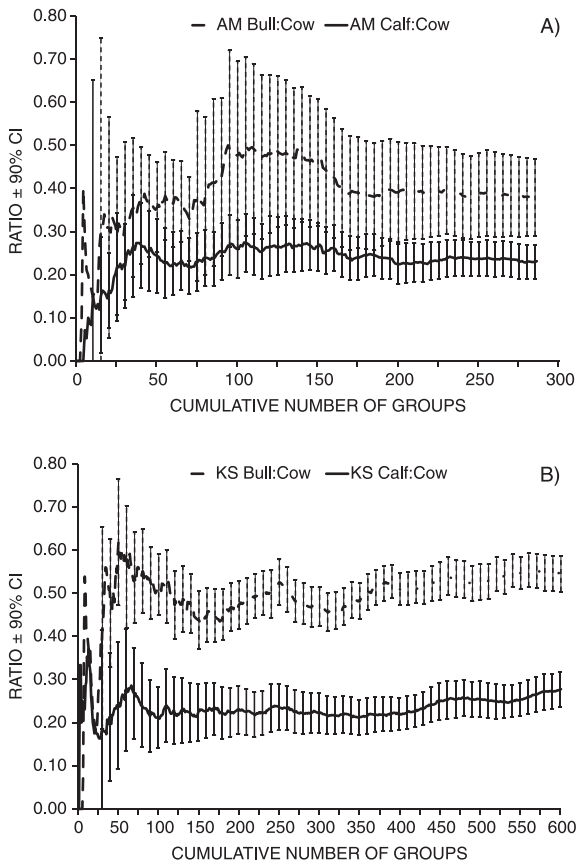 AM Bull:Cow AM Calf:Cow A)
0.80
0.70
0.60
0.50
0.40
0.30
0.20
0.10
0.00
RATIO ± 90% CI
0 50 100 150 200 250 300
CUMULATIVE NUMBER OF GROUPS
KS Bull:Cow KS Calf:Cow B)
0.80
0.70
0.60
0.50
0.40
0.30
0.20
0.10
0.00
RATIO ± 90% CI
0 50 100 150 200 250 300 350 400 450 500 550 600
CUMULATIVE NUMBER OF GROUPS